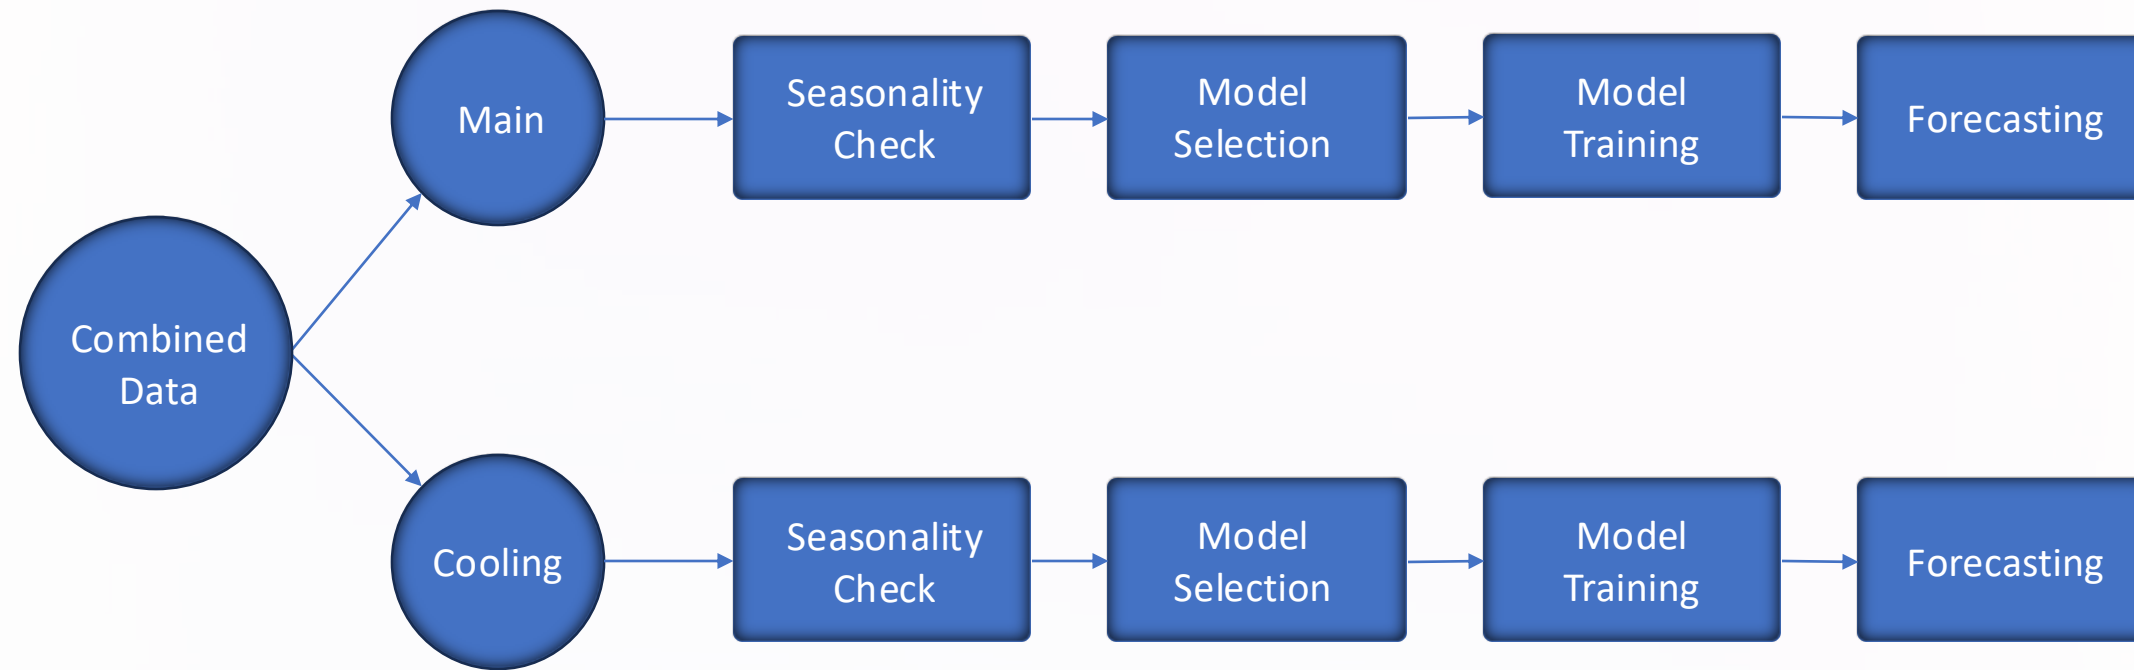 Main
Seasonality
Check
Model
Selection
Model
Training
Forecasting
Combined
Data
Cooling
Seasonality
Check
Model
Selection
Model
Training
Forecasting